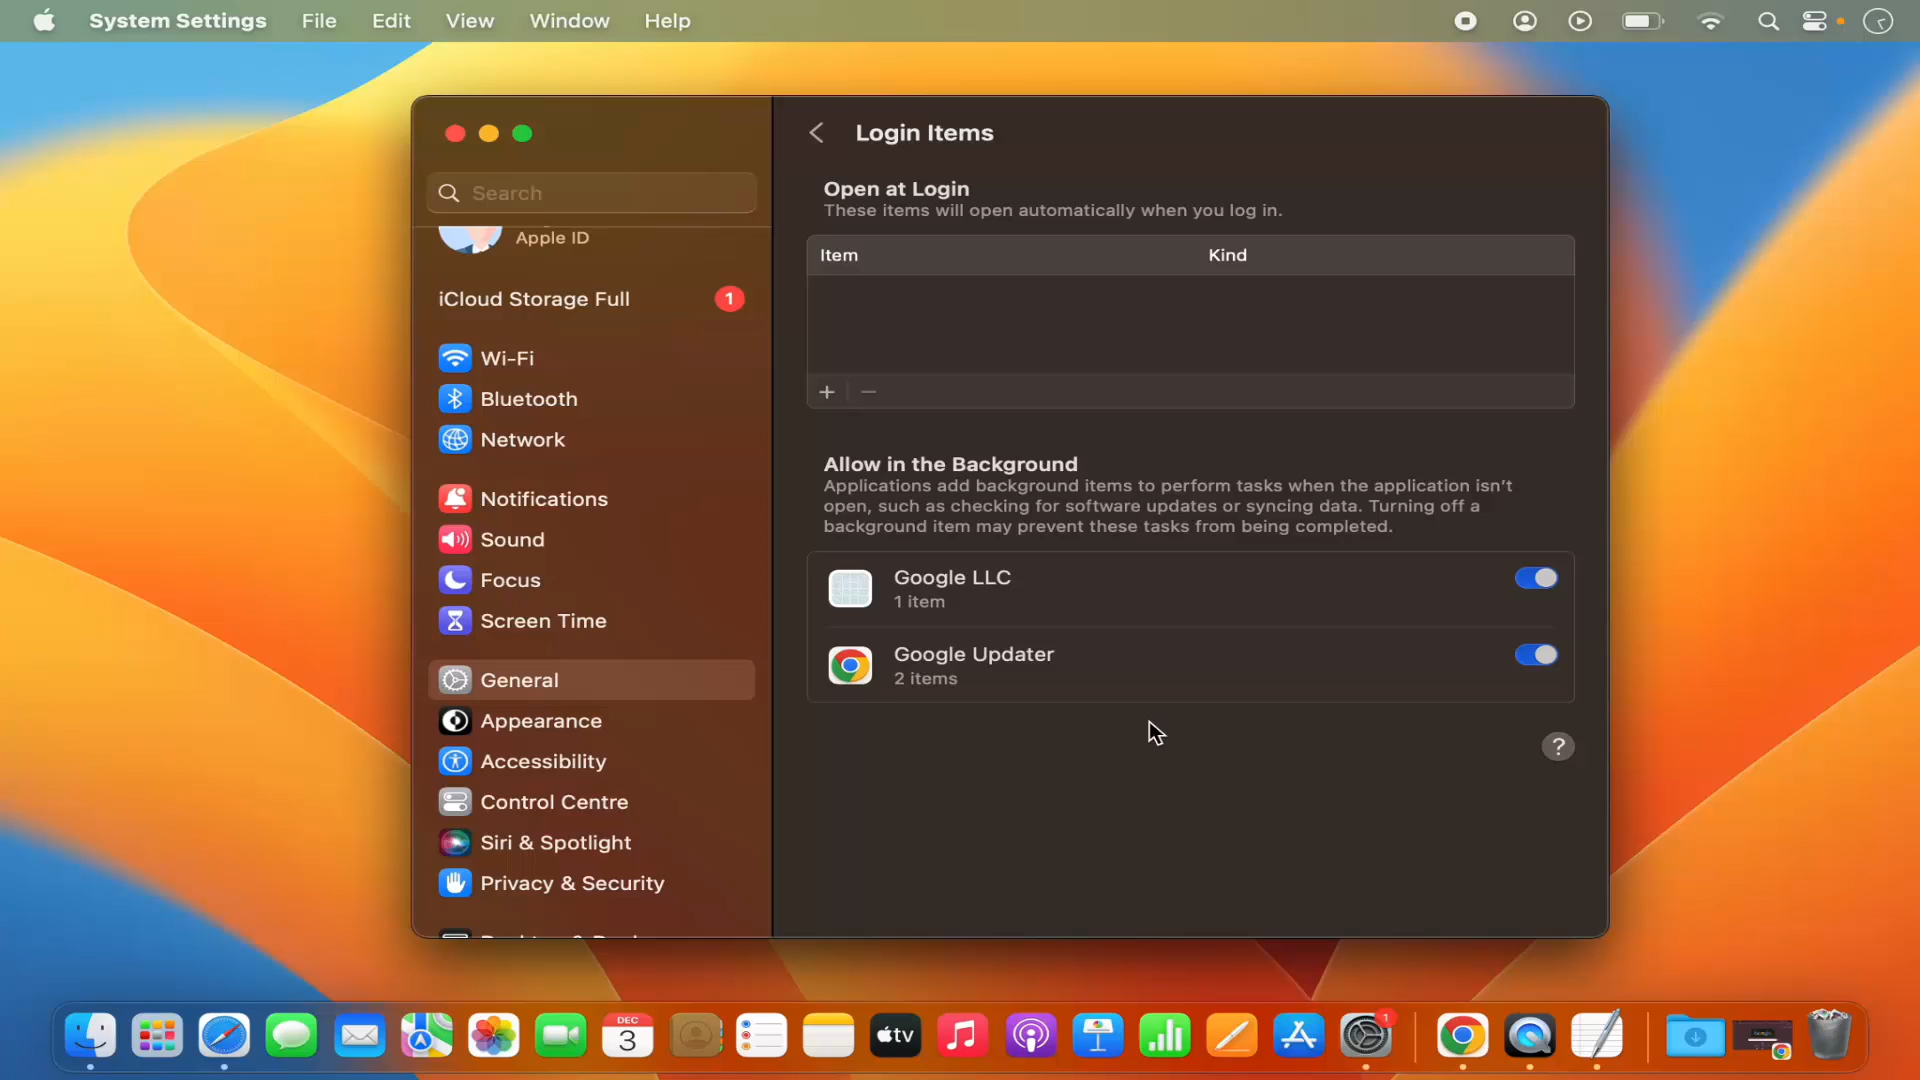 System Settings File Edit View Window Help
Login Items
Search
Apple ID
iCloud Storage Full 1
Wi-Fi
Bluetooth
Network
Notifications
Sound
Focus
Screen Time
General
Appearance
Accessibility
Control Centre
Siri & Spotlight
Privacy & Security
Open at Login
These items will open automatically when you log in.
Item Kind
+ −
Allow in the Background
Applications add background items to perform tasks when the application isn't
open, such as checking for software updates or syncing data. Turning off a
background item may prevent these tasks from being completed.
Google LLC
1 item
Google Updater
2 items
?
DEC
3
tv
1